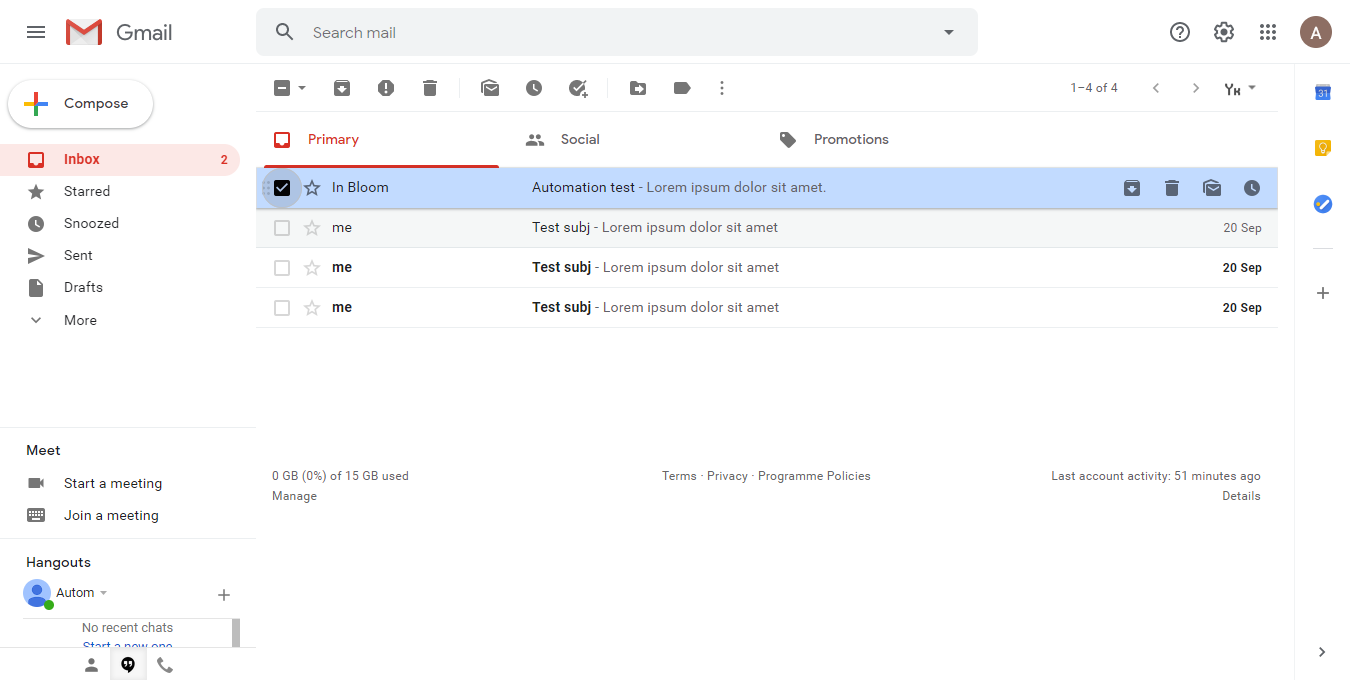 Gmail
Search mail
A
Compose
1–4 of 4
Yн
31
Primary
Social
Promotions
Inbox 2
Starred
Snoozed
Sent
Drafts
More
In Bloom Automation test - Lorem ipsum dolor sit amet.
me Test subj - Lorem ipsum dolor sit amet 20 Sep
me Test subj - Lorem ipsum dolor sit amet 20 Sep
me Test subj - Lorem ipsum dolor sit amet 20 Sep
Meet
Start a meeting
Join a meeting
0 GB (0%) of 15 GB used
Manage
Terms · Privacy · Programme Policies
Last account activity: 51 minutes ago
Details
Hangouts
Autom
No recent chats
Start a new one